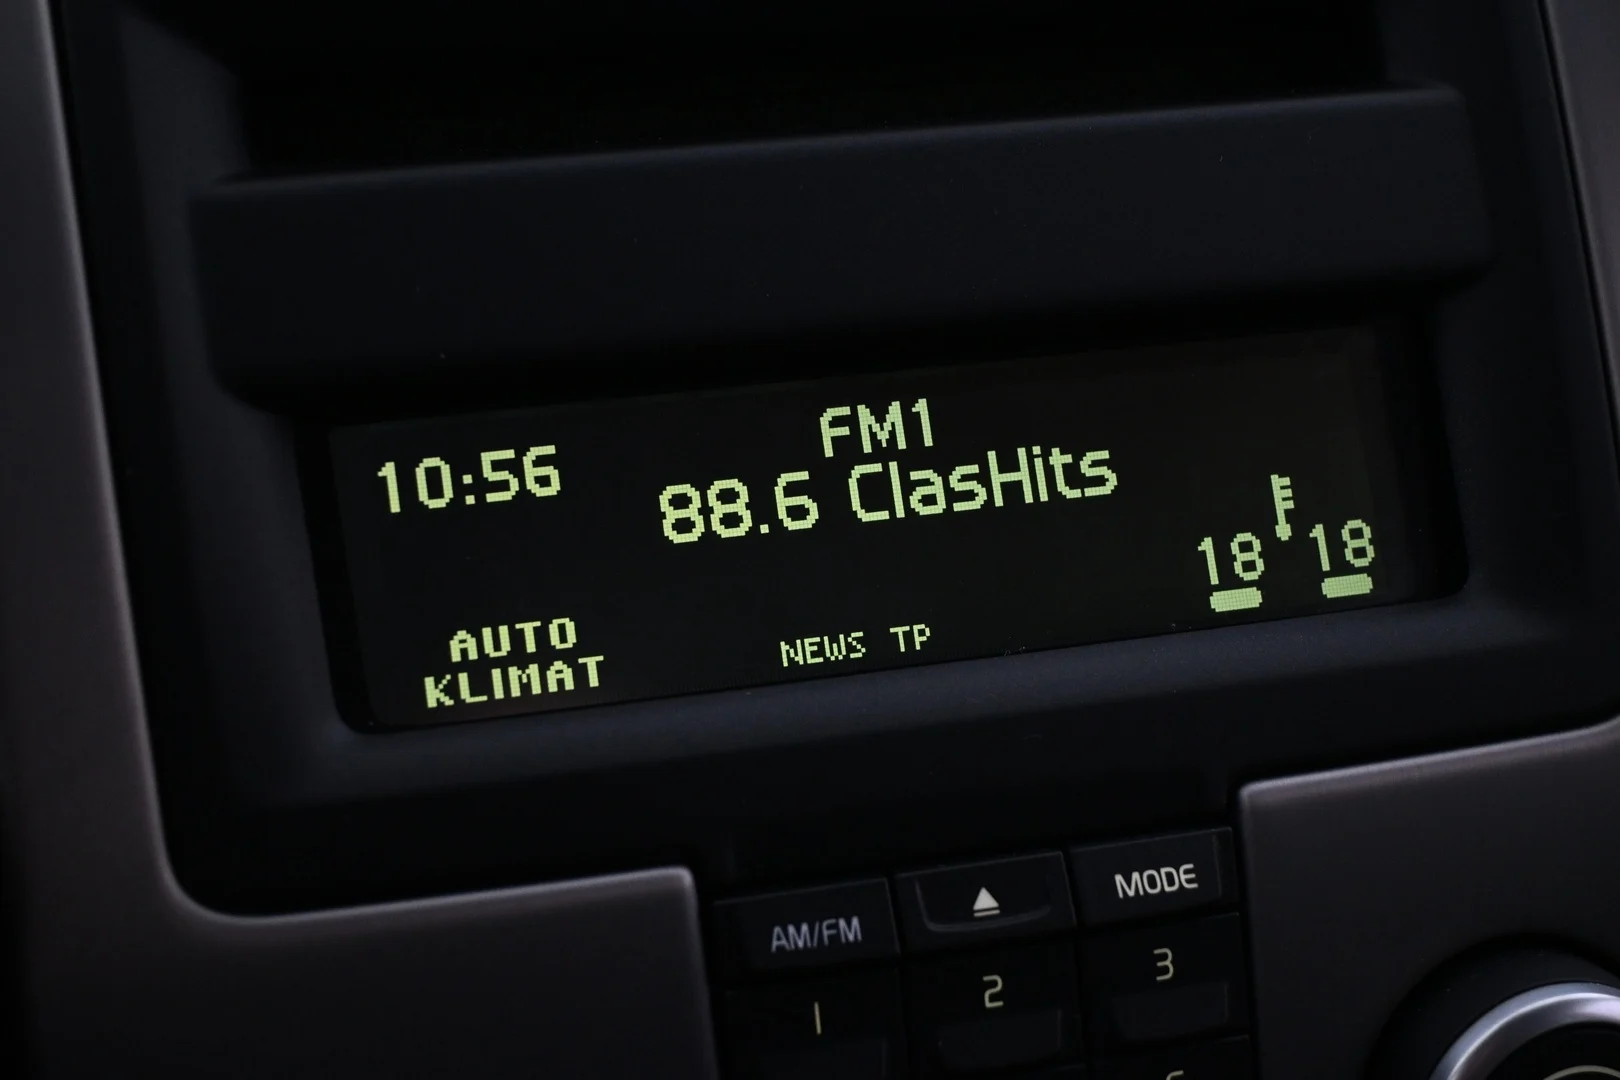 FM1
10:56
88.6 ClasHits
18 18
AUTO
KLIMAT
NEWS TP
AM/FM
MODE
1 2 3